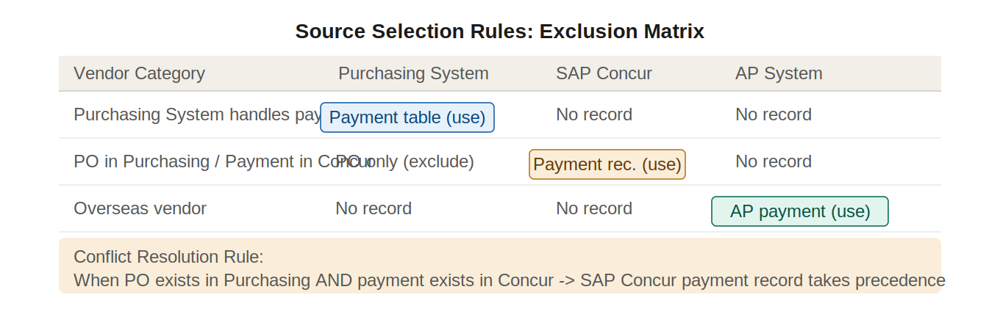 Source Selection Rules: Exclusion Matrix
Vendor Category Purchasing System SAP Concur AP System
Purchasing System handles pay Payment table (use) No record No record
PO in Purchasing / Payment in Concur PO only (exclude) Payment rec. (use) No record
Overseas vendor No record No record AP payment (use)
Conflict Resolution Rule:
When PO exists in Purchasing AND payment exists in Concur -> SAP Concur payment record takes precedence